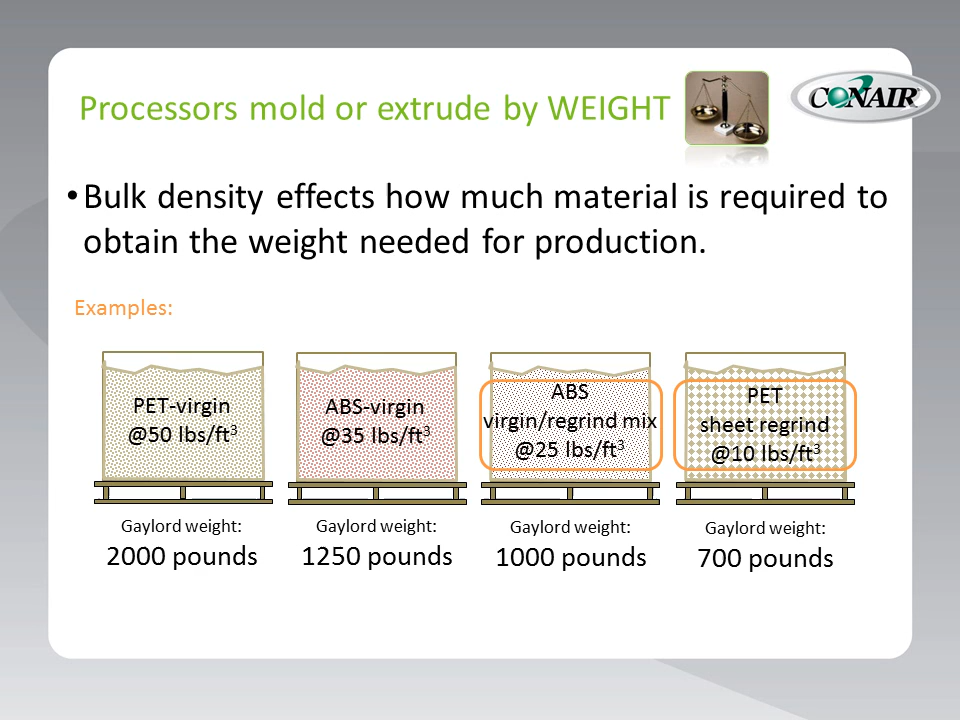 Processors mold or extrude by WEIGHT
CONAIR
• Bulk density effects how much material is required to
obtain the weight needed for production.
Examples:
PET-virgin
@50 lbs/ft³
ABS-virgin
@35 lbs/ft³
ABS
virgin/regrind mix
@25 lbs/ft³
PET
sheet regrind
@10 lbs/ft³
Gaylord weight:
2000 pounds
Gaylord weight:
1250 pounds
Gaylord weight:
1000 pounds
Gaylord weight:
700 pounds